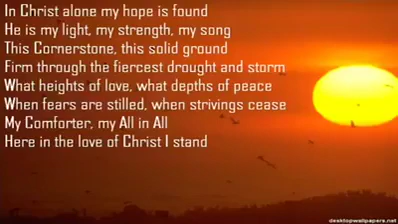 In Christ alone my hope is found
He is my light, my strength, my song
This Cornerstone, this solid ground
Firm through the fiercest drought and storm
What heights of love, what depths of peace
When fears are stilled, when strivings cease
My Comforter, my All in All
Here in the love of Christ I stand
desktopwallpapers.net